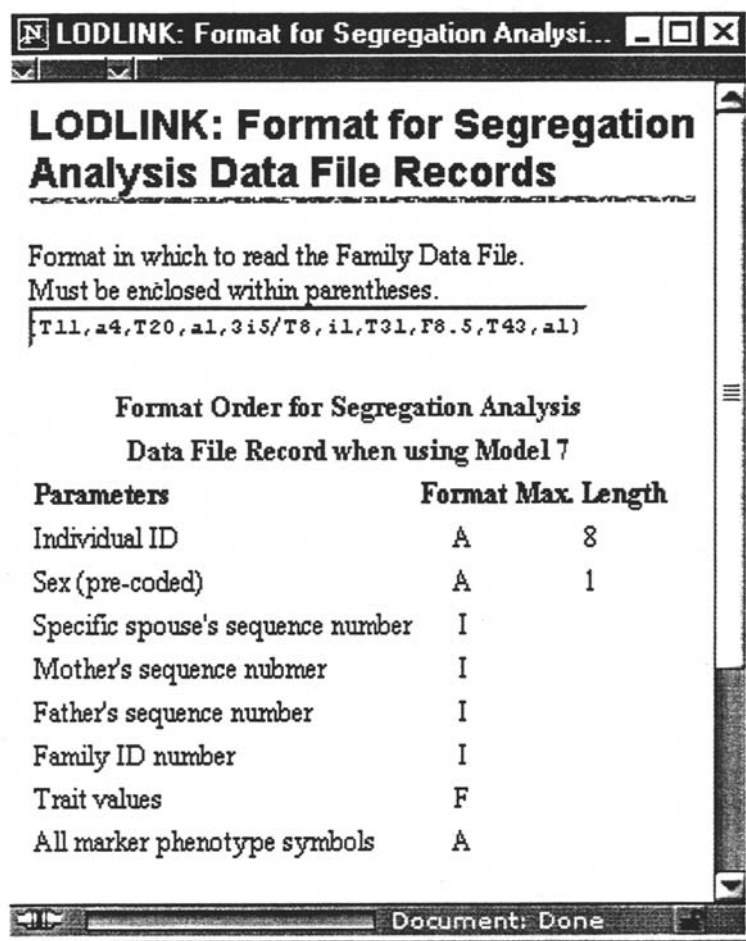 LODLINK: Format for Segregation Analysi...
LODLINK: Format for Segregation
Analysis Data File Records
Format in which to read the Family Data File.
Must be enclosed within parentheses.
(T11,a4,T20,a1,3i5/T8,i1,T31,F8.5,T43,a1)
Format Order for Segregation Analysis
Data File Record when using Model 7
Parameters Format Max. Length
Individual ID A 8
Sex (pre-coded) A 1
Specific spouse's sequence number I
Mother's sequence nubmer I
Father's sequence number I
Family ID number I
Trait values F
All marker phenotype symbols A
Document: Done